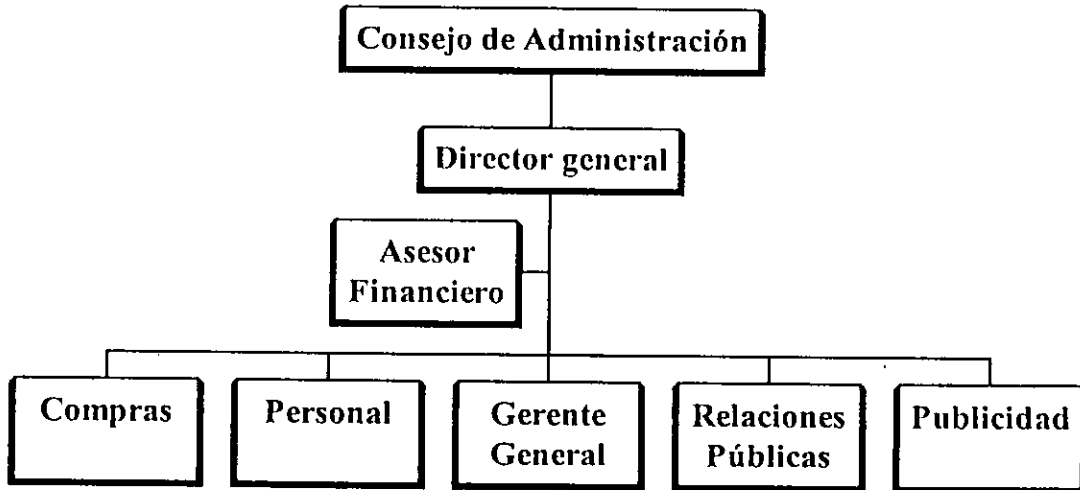 Consejo de Administración
Director general
Asesor
Financiero
Compras
Personal
Gerente
General
Relaciones
Públicas
Publicidad